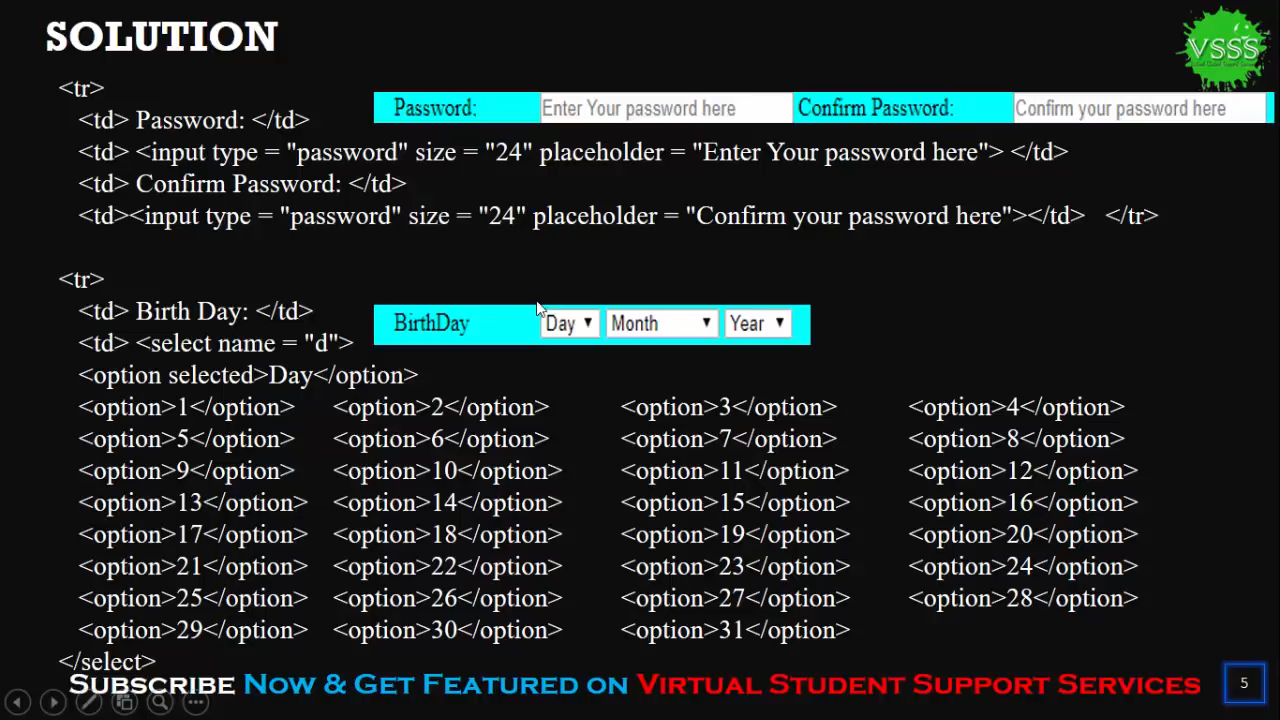 SOLUTION
VSSS
<tr>
<td> Password: </td>
Password: Enter Your password here Confirm Password: Confirm your password here
<td> <input type = "password" size = "24" placeholder = "Enter Your password here"> </td>
<td> Confirm Password: </td>
<td><input type = "password" size = "24" placeholder = "Confirm your password here"></td> </tr>
<tr>
<td> Birth Day: </td>
BirthDay Day Month Year
<td> <select name = "d">
<option selected>Day</option>
<option>1</option> <option>2</option> <option>3</option> <option>4</option>
<option>5</option> <option>6</option> <option>7</option> <option>8</option>
<option>9</option> <option>10</option> <option>11</option> <option>12</option>
<option>13</option> <option>14</option> <option>15</option> <option>16</option>
<option>17</option> <option>18</option> <option>19</option> <option>20</option>
<option>21</option> <option>22</option> <option>23</option> <option>24</option>
<option>25</option> <option>26</option> <option>27</option> <option>28</option>
<option>29</option> <option>30</option> <option>31</option>
</select>
SUBSCRIBE NOW & GET FEATURED ON VIRTUAL STUDENT SUPPORT SERVICES
5